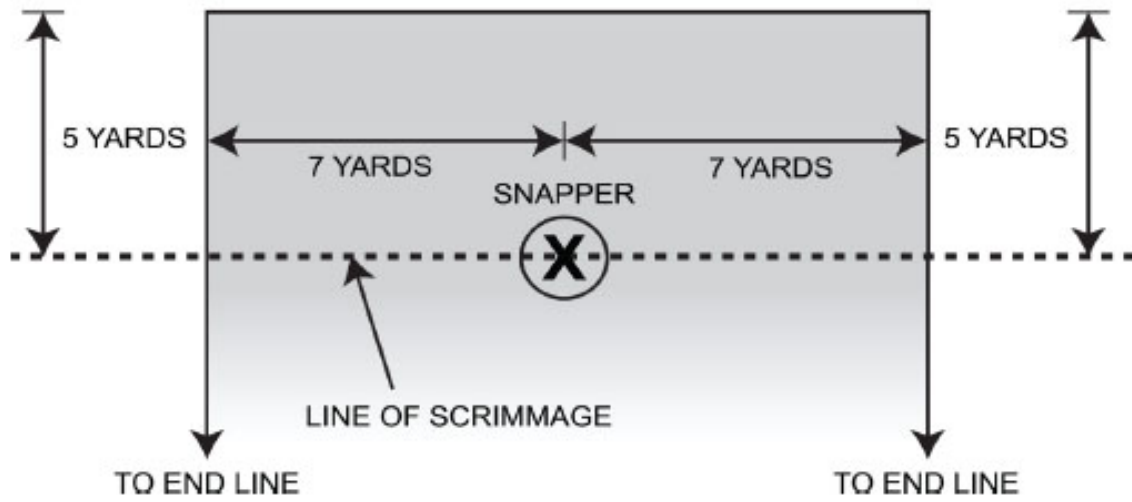 5 YARDS
5 YARDS
7 YARDS
7 YARDS
SNAPPER
X
LINE OF SCRIMMAGE
TO END LINE
TO END LINE